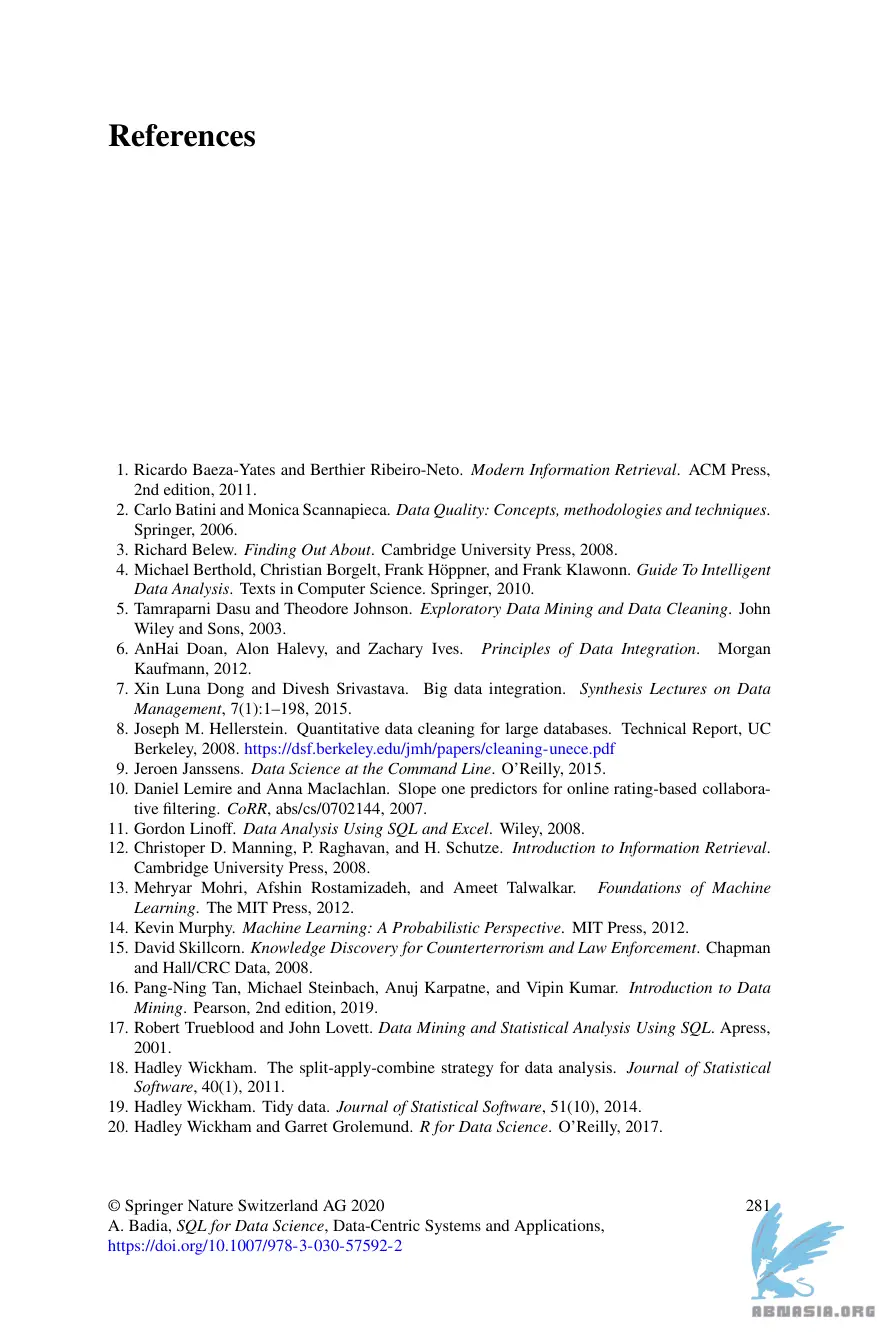 References
1. Ricardo Baeza-Yates and Berthier Ribeiro-Neto. Modern Information Retrieval. ACM Press,
2nd edition, 2011.
2. Carlo Batini and Monica Scannapieca. Data Quality: Concepts, methodologies and techniques.
Springer, 2006.
3. Richard Belew. Finding Out About. Cambridge University Press, 2008.
4. Michael Berthold, Christian Borgelt, Frank Höppner, and Frank Klawonn. Guide To Intelligent
Data Analysis. Texts in Computer Science. Springer, 2010.
5. Tamraparni Dasu and Theodore Johnson. Exploratory Data Mining and Data Cleaning. John
Wiley and Sons, 2003.
6. AnHai Doan, Alon Halevy, and Zachary Ives. Principles of Data Integration. Morgan
Kaufmann, 2012.
7. Xin Luna Dong and Divesh Srivastava. Big data integration. Synthesis Lectures on Data
Management, 7(1):1–198, 2015.
8. Joseph M. Hellerstein. Quantitative data cleaning for large databases. Technical Report, UC
Berkeley, 2008. https://dsf.berkeley.edu/jmh/papers/cleaning-unece.pdf
9. Jeroen Janssens. Data Science at the Command Line. O’Reilly, 2015.
10. Daniel Lemire and Anna Maclachlan. Slope one predictors for online rating-based collabora-
tive filtering. CoRR, abs/cs/0702144, 2007.
11. Gordon Linoff. Data Analysis Using SQL and Excel. Wiley, 2008.
12. Christoper D. Manning, P. Raghavan, and H. Schutze. Introduction to Information Retrieval.
Cambridge University Press, 2008.
13. Mehryar Mohri, Afshin Rostamizadeh, and Ameet Talwalkar. Foundations of Machine
Learning. The MIT Press, 2012.
14. Kevin Murphy. Machine Learning: A Probabilistic Perspective. MIT Press, 2012.
15. David Skillcorn. Knowledge Discovery for Counterterrorism and Law Enforcement. Chapman
and Hall/CRC Data, 2008.
16. Pang-Ning Tan, Michael Steinbach, Anuj Karpatne, and Vipin Kumar. Introduction to Data
Mining. Pearson, 2nd edition, 2019.
17. Robert Trueblood and John Lovett. Data Mining and Statistical Analysis Using SQL. Apress,
2001.
18. Hadley Wickham. The split-apply-combine strategy for data analysis. Journal of Statistical
Software, 40(1), 2011.
19. Hadley Wickham. Tidy data. Journal of Statistical Software, 51(10), 2014.
20. Hadley Wickham and Garret Grolemund. R for Data Science. O’Reilly, 2017.
© Springer Nature Switzerland AG 2020 281
A. Badia, SQL for Data Science, Data-Centric Systems and Applications,
https://doi.org/10.1007/978-3-030-57592-2
ABNASIA.ORG